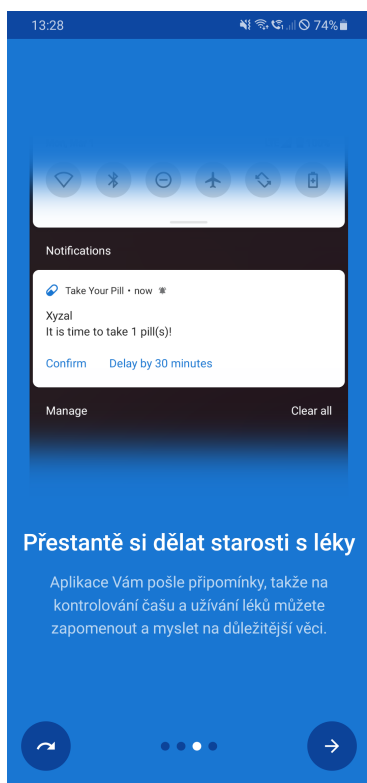 13:28
74%
Notifications
Take Your Pill • now
Xyzal
It is time to take 1 pill(s)!
Confirm Delay by 30 minutes
Manage Clear all
Přestantě si dělat starosti s léky
Aplikace Vám pošle připomínky, takže na
kontrolování čašu a užívání léků můžete
zapomenout a myslet na důležitější věci.